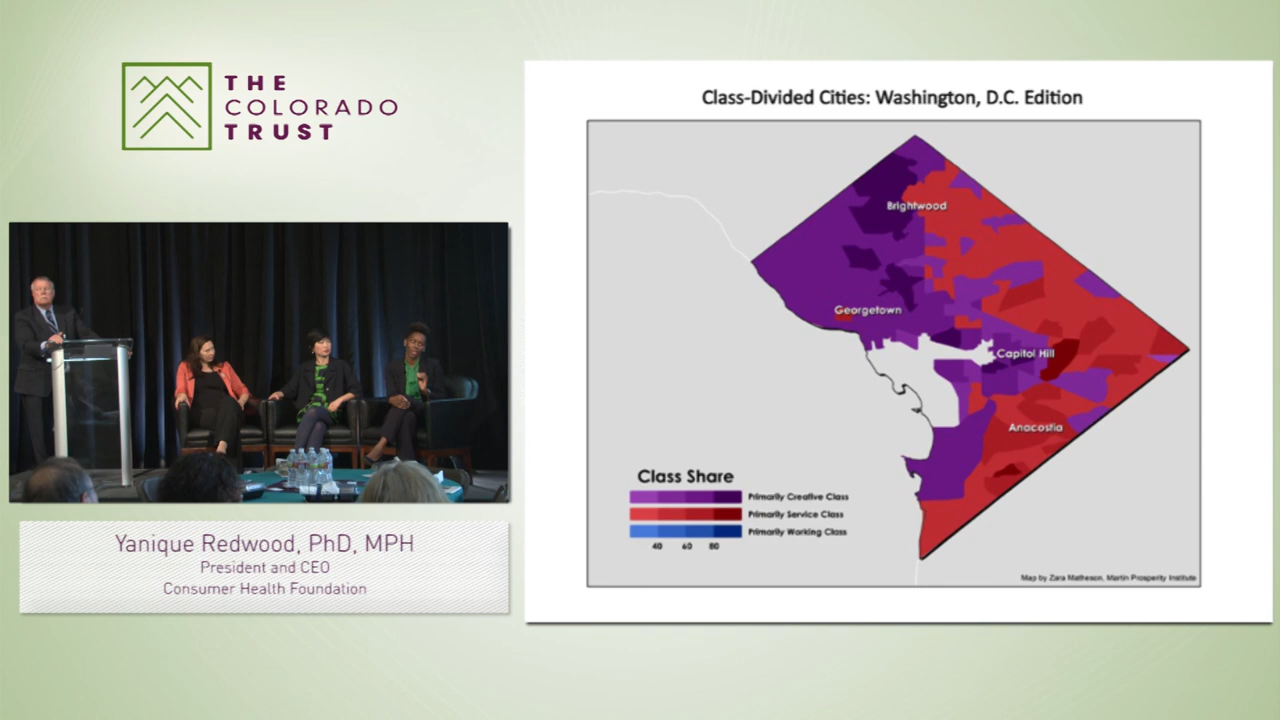 THE
COLORADO
TRUST
Yanique Redwood, PhD, MPH
President and CEO
Consumer Health Foundation
Class-Divided Cities: Washington, D.C. Edition
Brightwood
Georgetown
Capitol Hill
Anacostia
Class Share
Primarily Creative Class
Primarily Service Class
Primarily Working Class
40 60 80
Map by Zara Matheson, Martin Prosperity Institute